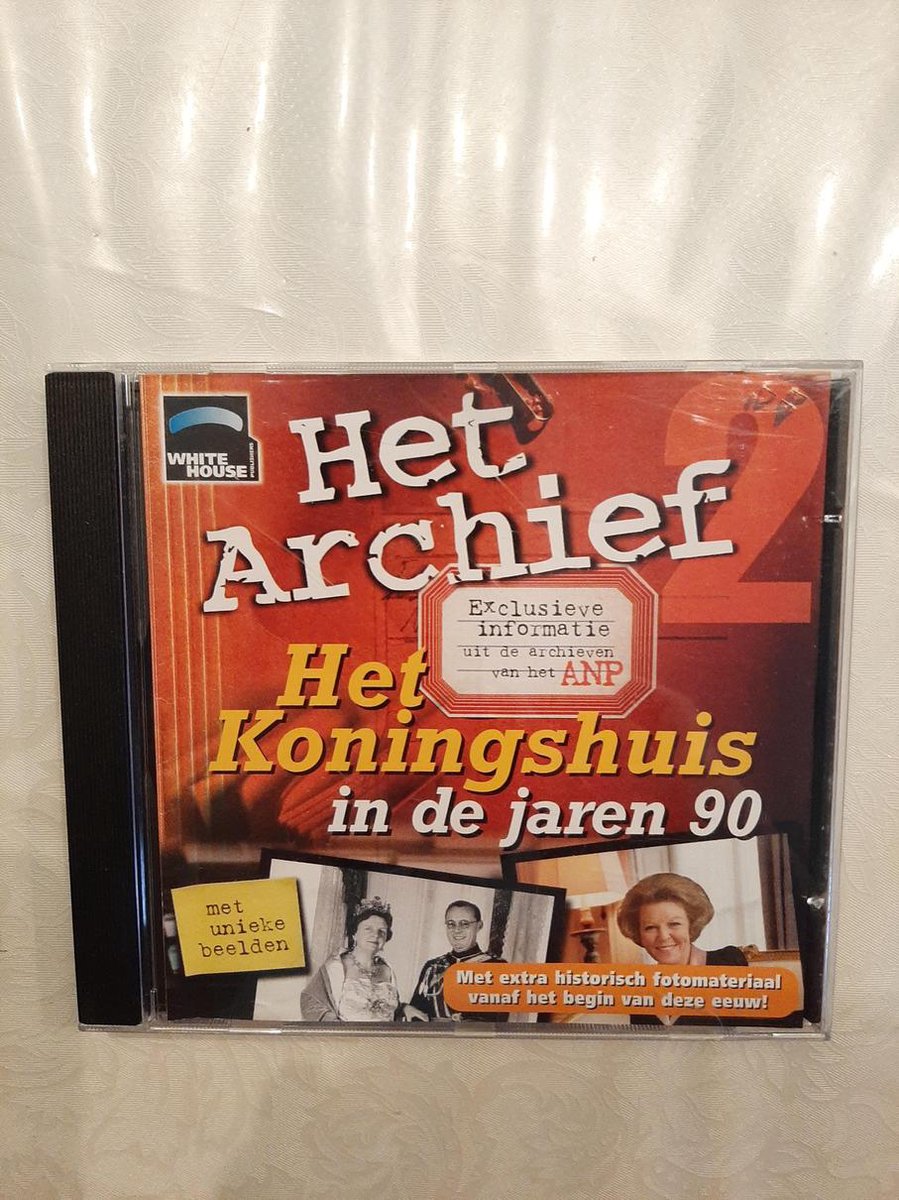 WHITE
HOUSE
PUBLISHERS
Het
Archief
2
Exclusieve
informatie
uit de archieven
van het ANP
Het
Koningshuis
in de jaren 90
met
unieke
beelden
Met extra historisch fotomateriaal
vanaf het begin van deze eeuw!